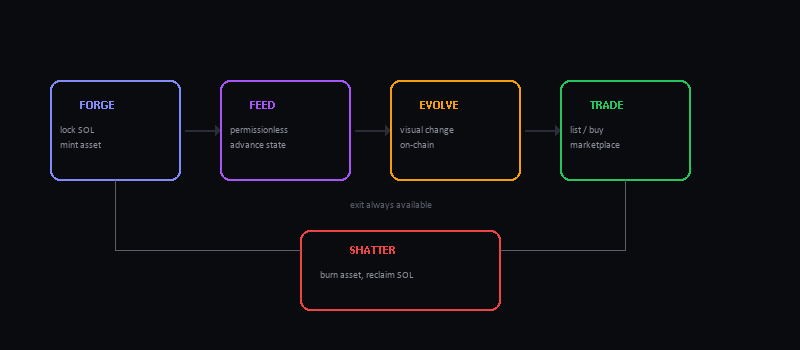 FORGE
lock SOL
mint asset
FEED
permissionless
advance state
EVOLVE
visual change
on-chain
TRADE
list / buy
marketplace
exit always available
SHATTER
burn asset, reclaim SOL